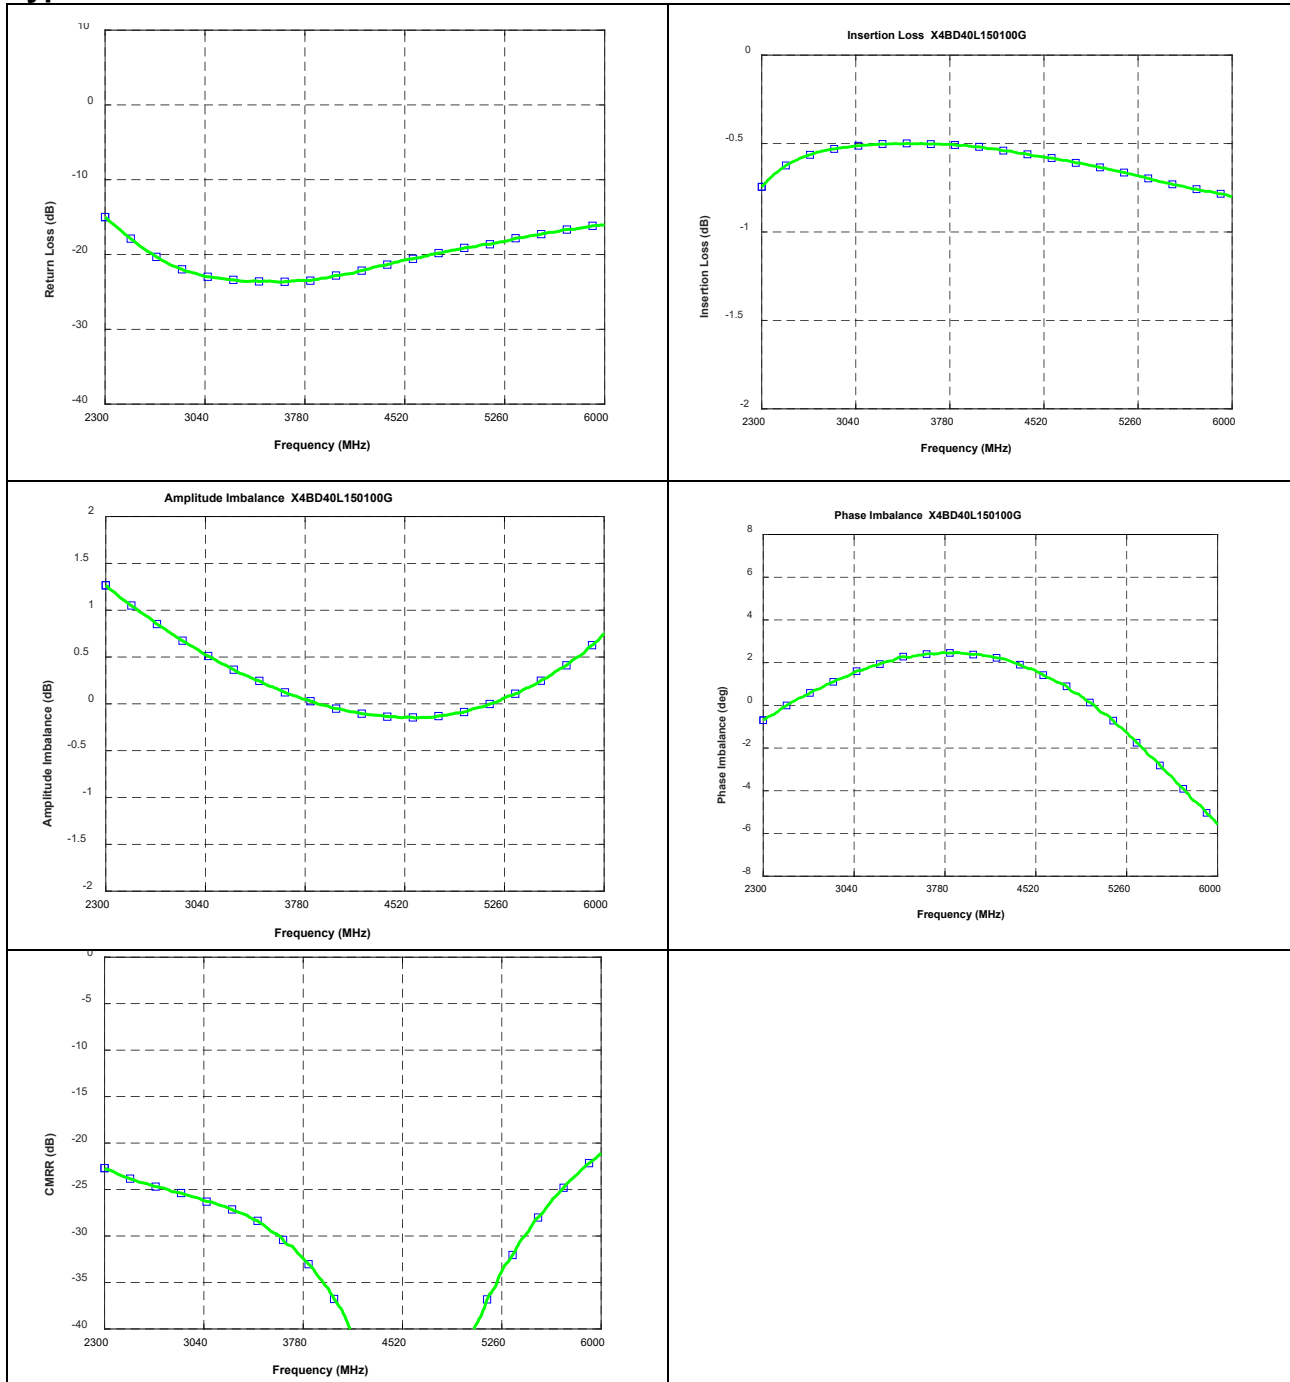 10
0
-10
-20
-30
-40
Return Loss (dB)
2300 3040 3780 4520 5260 6000
Frequency (MHz)
Insertion Loss X4BD40L150100G
0
-0.5
-1
-1.5
-2
Insertion Loss (dB)
2300 3040 3780 4520 5260 6000
Frequency (MHz)
Amplitude Imbalance X4BD40L150100G
2
1.5
1
0.5
0
-0.5
-1
-1.5
-2
Amplitude Imbalance (dB)
2300 3040 3780 4520 5260 6000
Frequency (MHz)
Phase Imbalance X4BD40L150100G
8
6
4
2
0
-2
-4
-6
-8
Phase Imbalance (deg)
2300 3040 3780 4520 5260 6000
Frequency (MHz)
0
-5
-10
-15
-20
-25
-30
-35
-40
CMRR (dB)
2300 3040 3780 4520 5260 6000
Frequency (MHz)